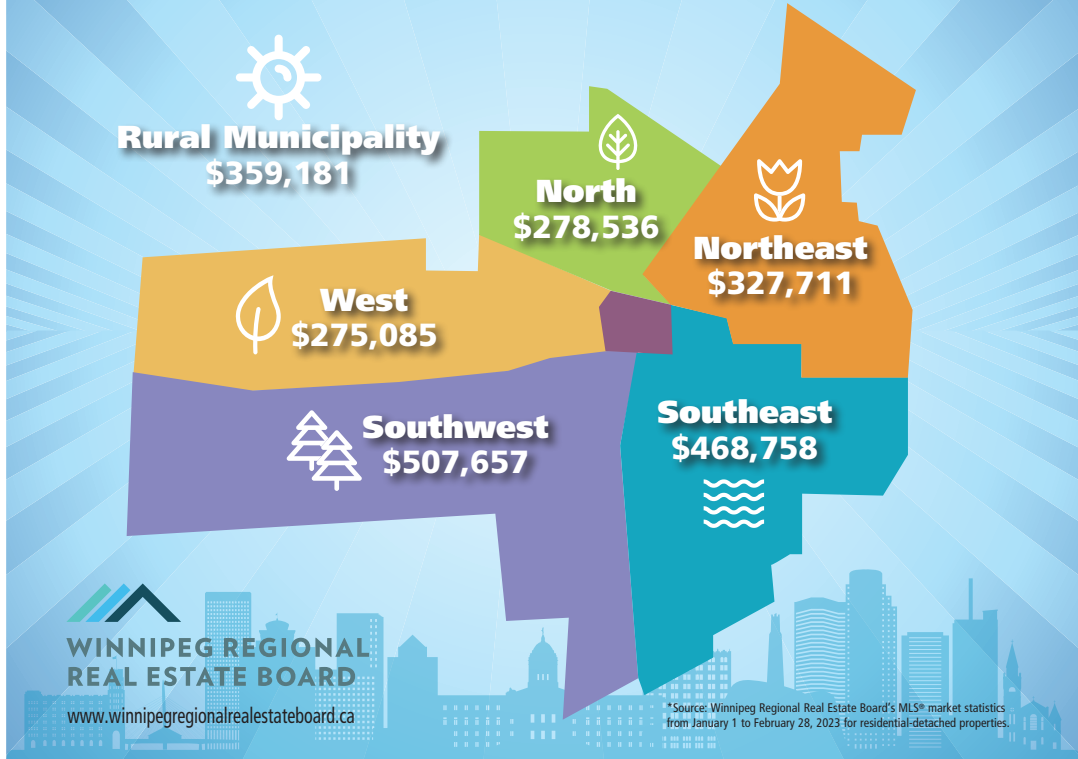 Rural Municipality
$359,181
North
$278,536
Northeast
$327,711
West
$275,085
Southwest
$507,657
Southeast
$468,758
WINNIPEG REGIONAL
REAL ESTATE BOARD
www.winnipegregionalrealestateboard.ca
*Source: Winnipeg Regional Real Estate Board's MLS® market statistics
from January 1 to February 28, 2023 for residential-detached properties.